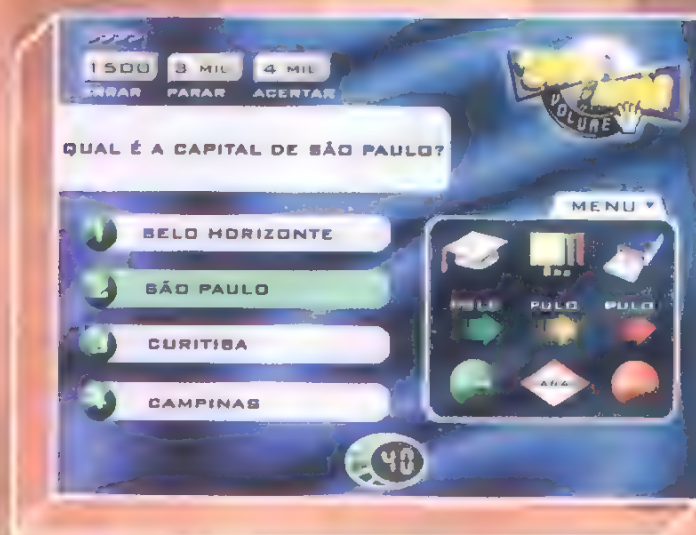 1500 3 MIL 4 MIL
ERRAR PARAR ACERTAR
VOLUME
QUAL É A CAPITAL DE SÃO PAULO?
MENU
BELO HORIZONTE
SÃO PAULO
PULO PULO PULO
CURITIBA
CAMPINAS
40